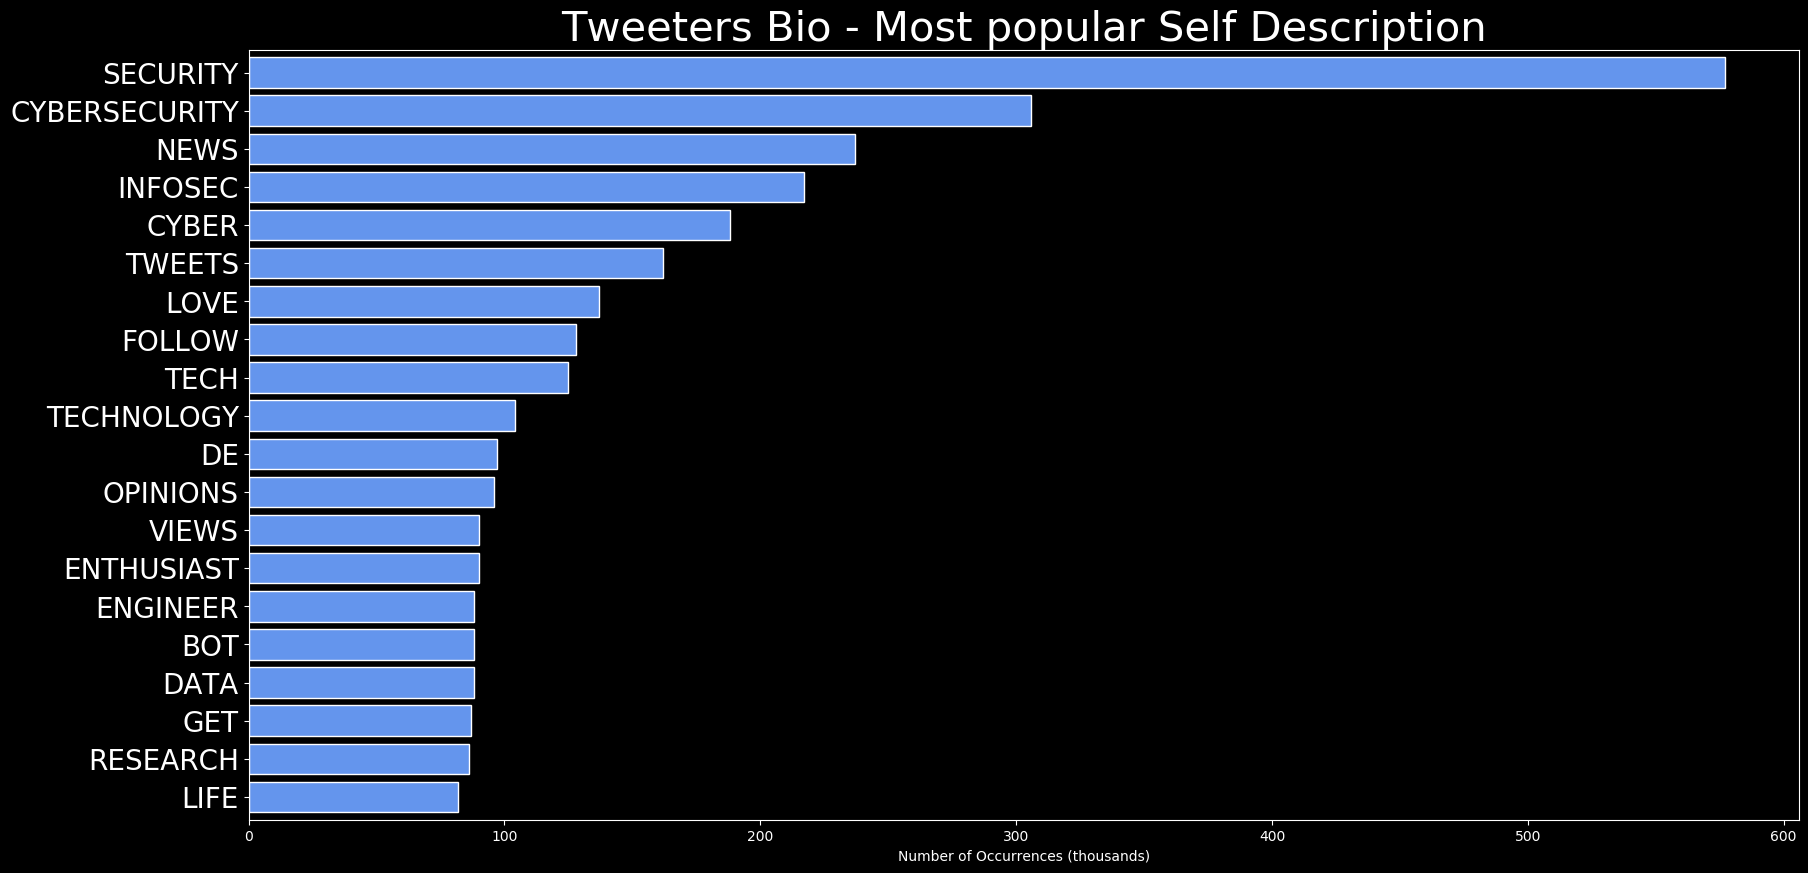 Tweeters Bio - Most popular Self Description
SECURITY
CYBERSECURITY
NEWS
INFOSEC
CYBER
TWEETS
LOVE
FOLLOW
TECH
TECHNOLOGY
DE
OPINIONS
VIEWS
ENTHUSIAST
ENGINEER
BOT
DATA
GET
RESEARCH
LIFE
0 100 200 300 400 500 600
Number of Occurrences (thousands)